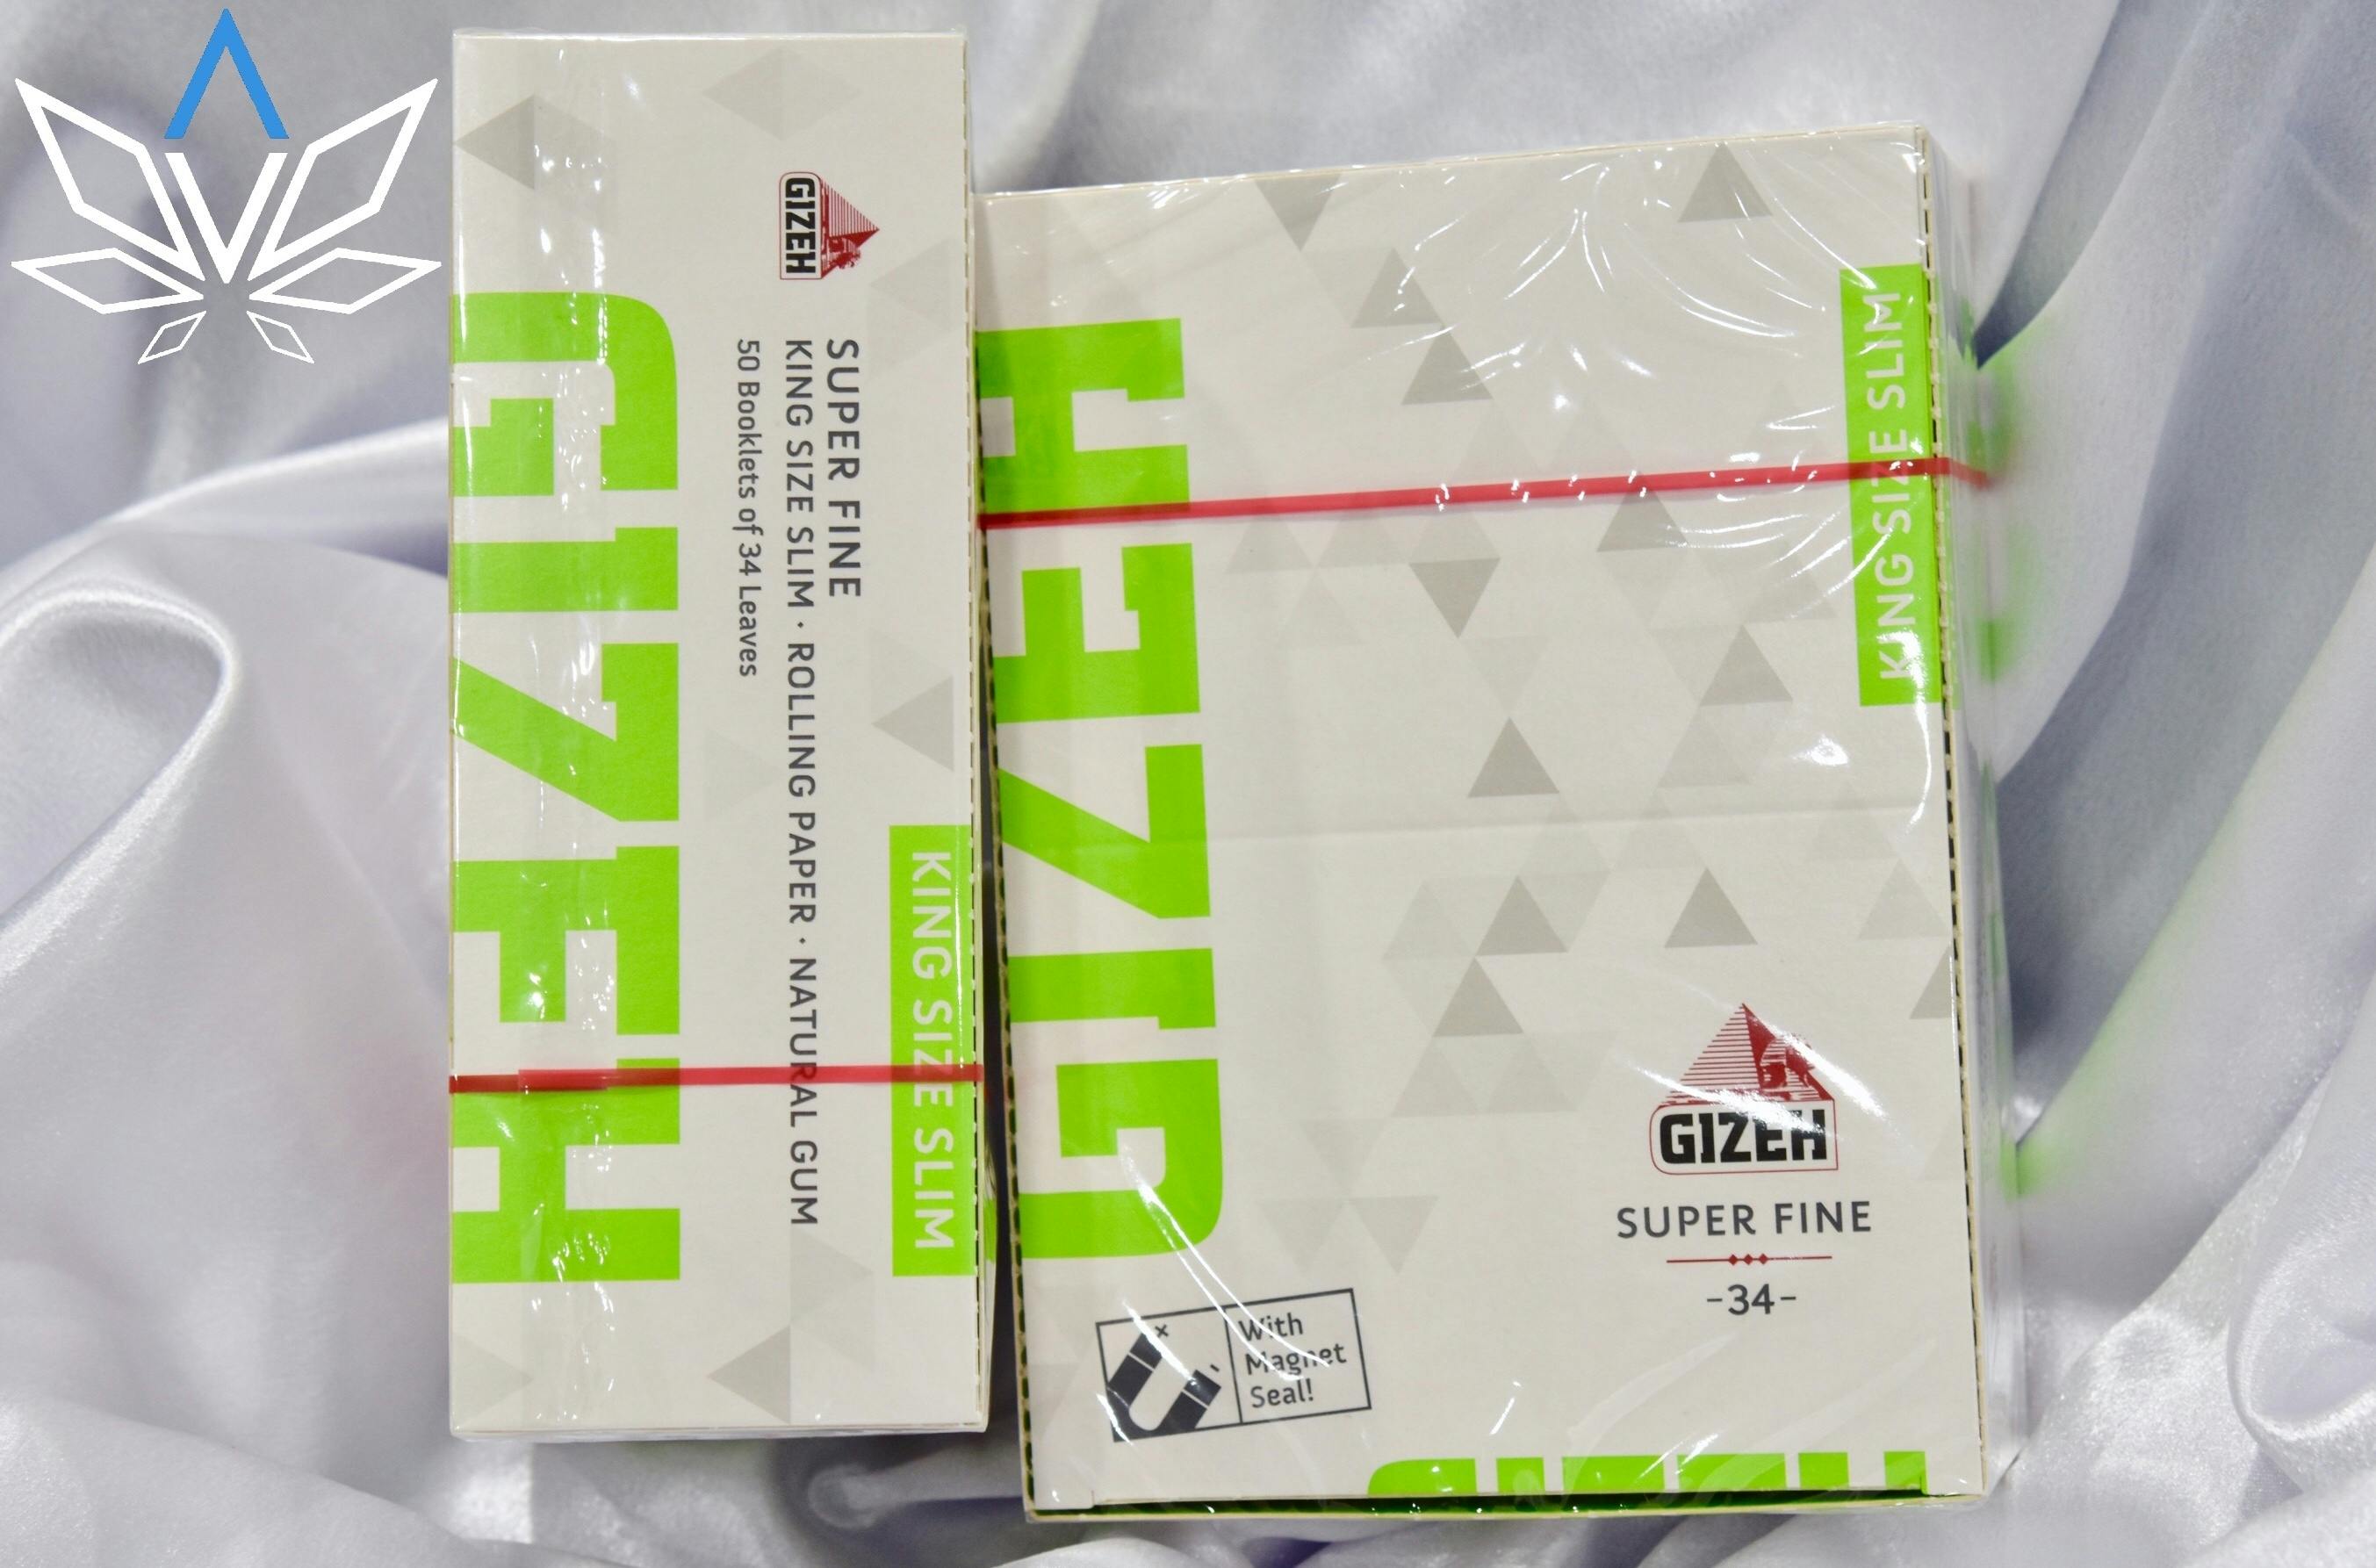 GIZEH
GIZEH
SUPER FINE
KING SIZE SLIM · ROLLING PAPER · NATURAL GUM
50 Booklets of 34 Leaves
KING SIZE SLIM
GIZEH
KING SIZE SLIM
GIZEH
SUPER FINE
-34-
With
Magnet
Seal!